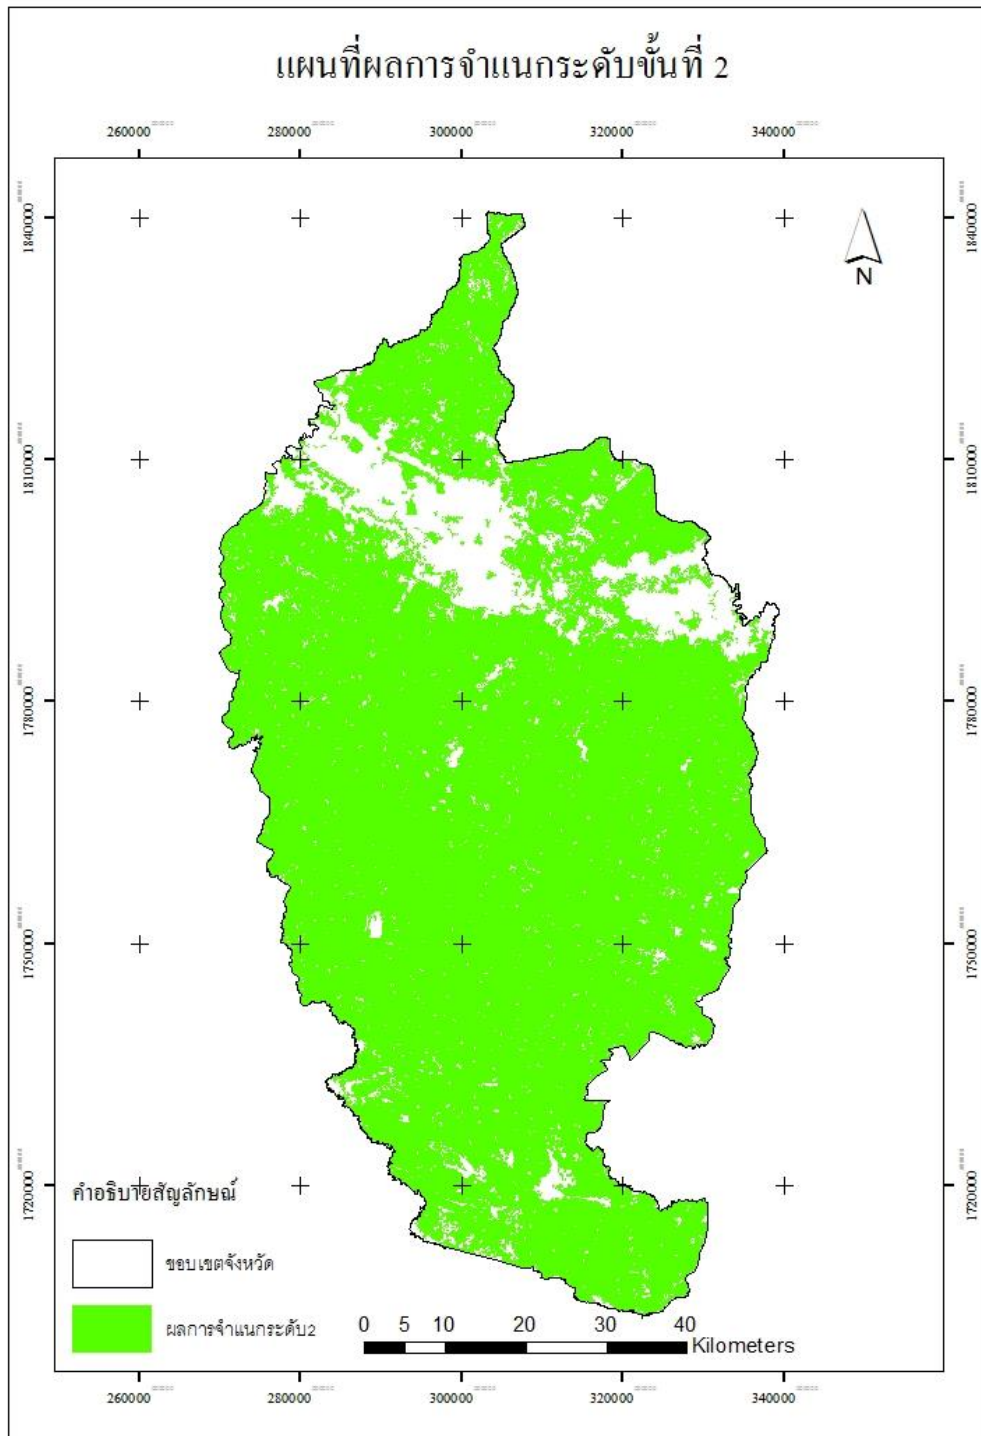 แผนที่ผลการจำแนกระดับชั้นที่ 2
260000 280000 300000 320000 340000
1840000 1840000
N
1810000 1810000
1780000 1780000
1750000 1750000
1720000 1720000
คำอธิบายสัญลักษณ์
ขอบเขตจังหวัด
ผลการจำแนกระดับ2
0 5 10 20 30 40
Kilometers
260000 280000 300000 320000 340000